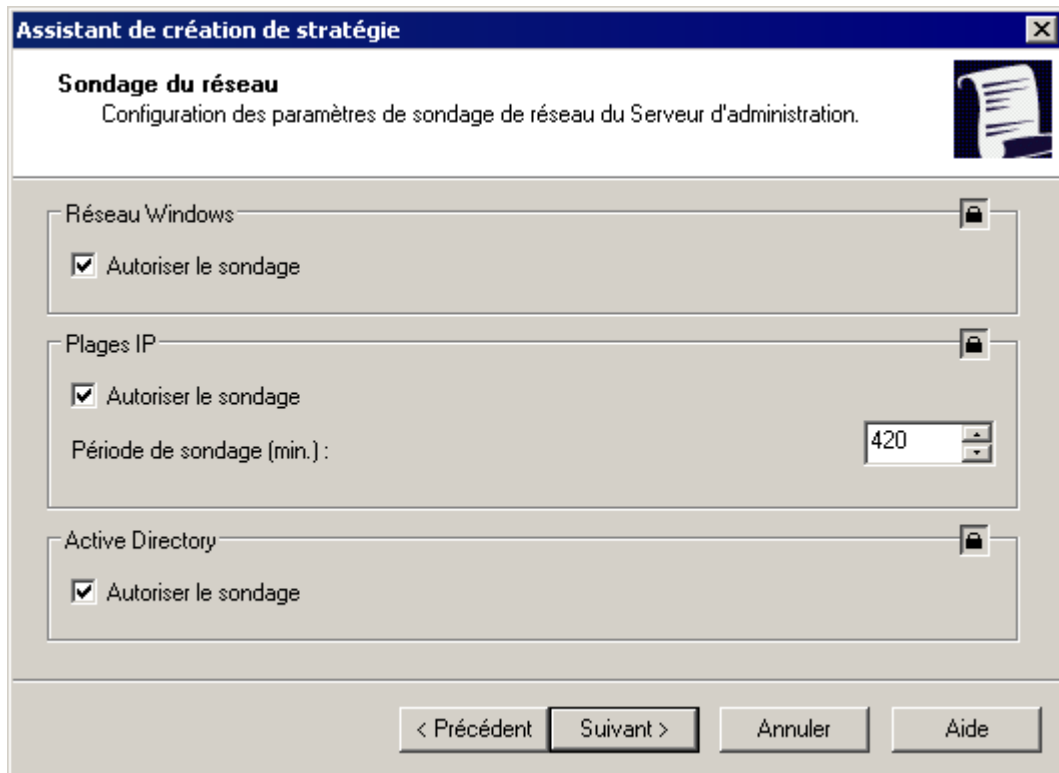 Assistant de création de stratégie
Sondage du réseau
Configuration des paramètres de sondage de réseau du Serveur d'administration.
Réseau Windows
Autoriser le sondage
Plages IP
Autoriser le sondage
Période de sondage (min.) :
420
Active Directory
Autoriser le sondage
< Précédent
Suivant >
Annuler
Aide